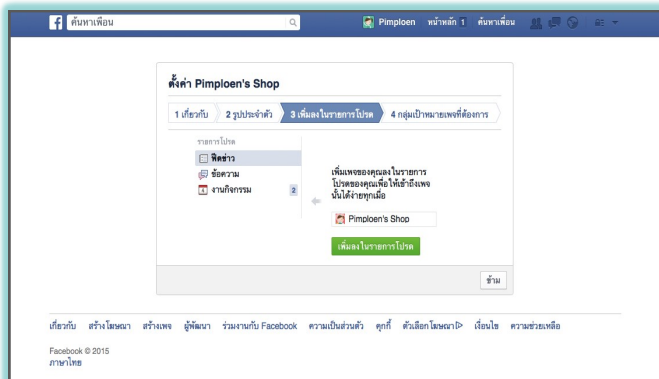 ค้นหาเพื่อน
Pimploen หน้าหลัก 1 ค้นหาเพื่อน
ตั้งค่า Pimploen's Shop
1 เกี่ยวกับ 2 รูปประจำตัว 3 เพิ่มลงในรายการโปรด 4 กลุ่มเป้าหมายเพจที่ต้องการ
รายการโปรด
ฟีดข่าว
ข้อความ
งานกิจกรรม 2
เพิ่มเพจของคุณลงในรายการ
โปรดของคุณเพื่อให้เข้าถึงเพจ
นั้นได้ง่ายทุกเมื่อ
Pimploen's Shop
เพิ่มลงในรายการโปรด
ข้าม
เกี่ยวกับ สร้างโฆษณา สร้างเพจ ผู้พัฒนา ร่วมงานกับ Facebook ความเป็นส่วนตัว คุกกี้ ตัวเลือกโฆษณา เงื่อนไข ความช่วยเหลือ
Facebook © 2015
ภาษาไทย